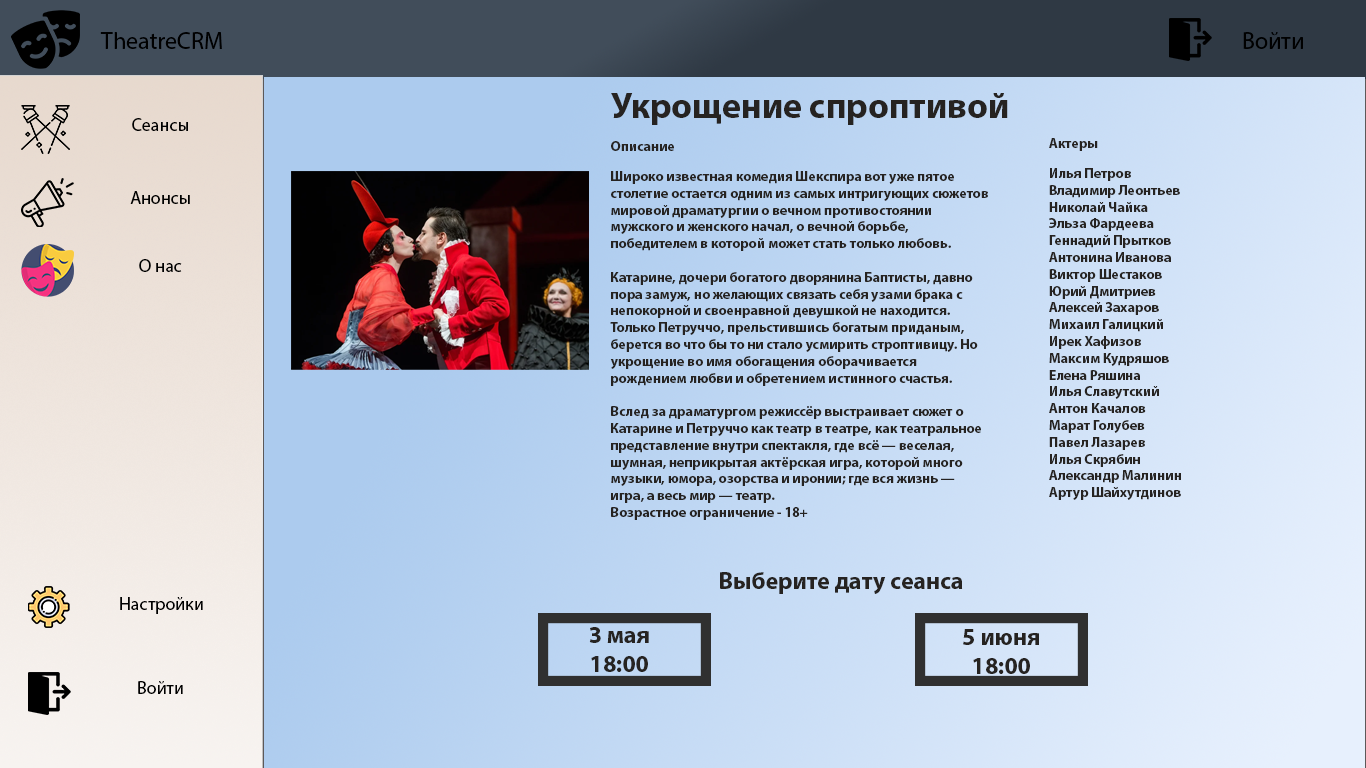 TheatreCRM
Войти
Сеансы
Анонсы
О нас
Настройки
Войти
Укрощение спроптивой
Описание
Широко известная комедия Шекспира вот уже пятое
столетие остается одним из самых интригующих сюжетов
мировой драматургии о вечном противостоянии
мужского и женского начал, о вечной борьбе,
победителем в которой может стать только любовь.
Катарине, дочери богатого дворянина Баптисты, давно
пора замуж, но желающих связать себя узами брака с
непокорной и своенравной девушкой не находится.
Только Петруччо, прельстившись богатым приданым,
берется во что бы то ни стало усмирить строптивицу. Но
укрощение во имя обогащения оборачивается
рождением любви и обретением истинного счастья.
Вслед за драматургом режиссёр выстраивает сюжет о
Катарине и Петруччо как театр в театре, как театральное
представление внутри спектакля, где всё — веселая,
шумная, неприкрытая актёрская игра, которой много
музыки, юмора, озорства и иронии; где вся жизнь —
игра, а весь мир — театр.
Возрастное ограничение - 18+
Актеры
Илья Петров
Владимир Леонтьев
Николай Чайка
Эльза Фардеева
Геннадий Прытков
Антонина Иванова
Виктор Шестаков
Юрий Дмитриев
Алексей Захаров
Михаил Галицкий
Ирек Хафизов
Максим Кудряшов
Елена Ряшина
Илья Славутский
Антон Качалов
Марат Голубев
Павел Лазарев
Илья Скрябин
Александр Малинин
Артур Шайхутдинов
Выберите дату сеанса
3 мая
18:00
5 июня
18:00